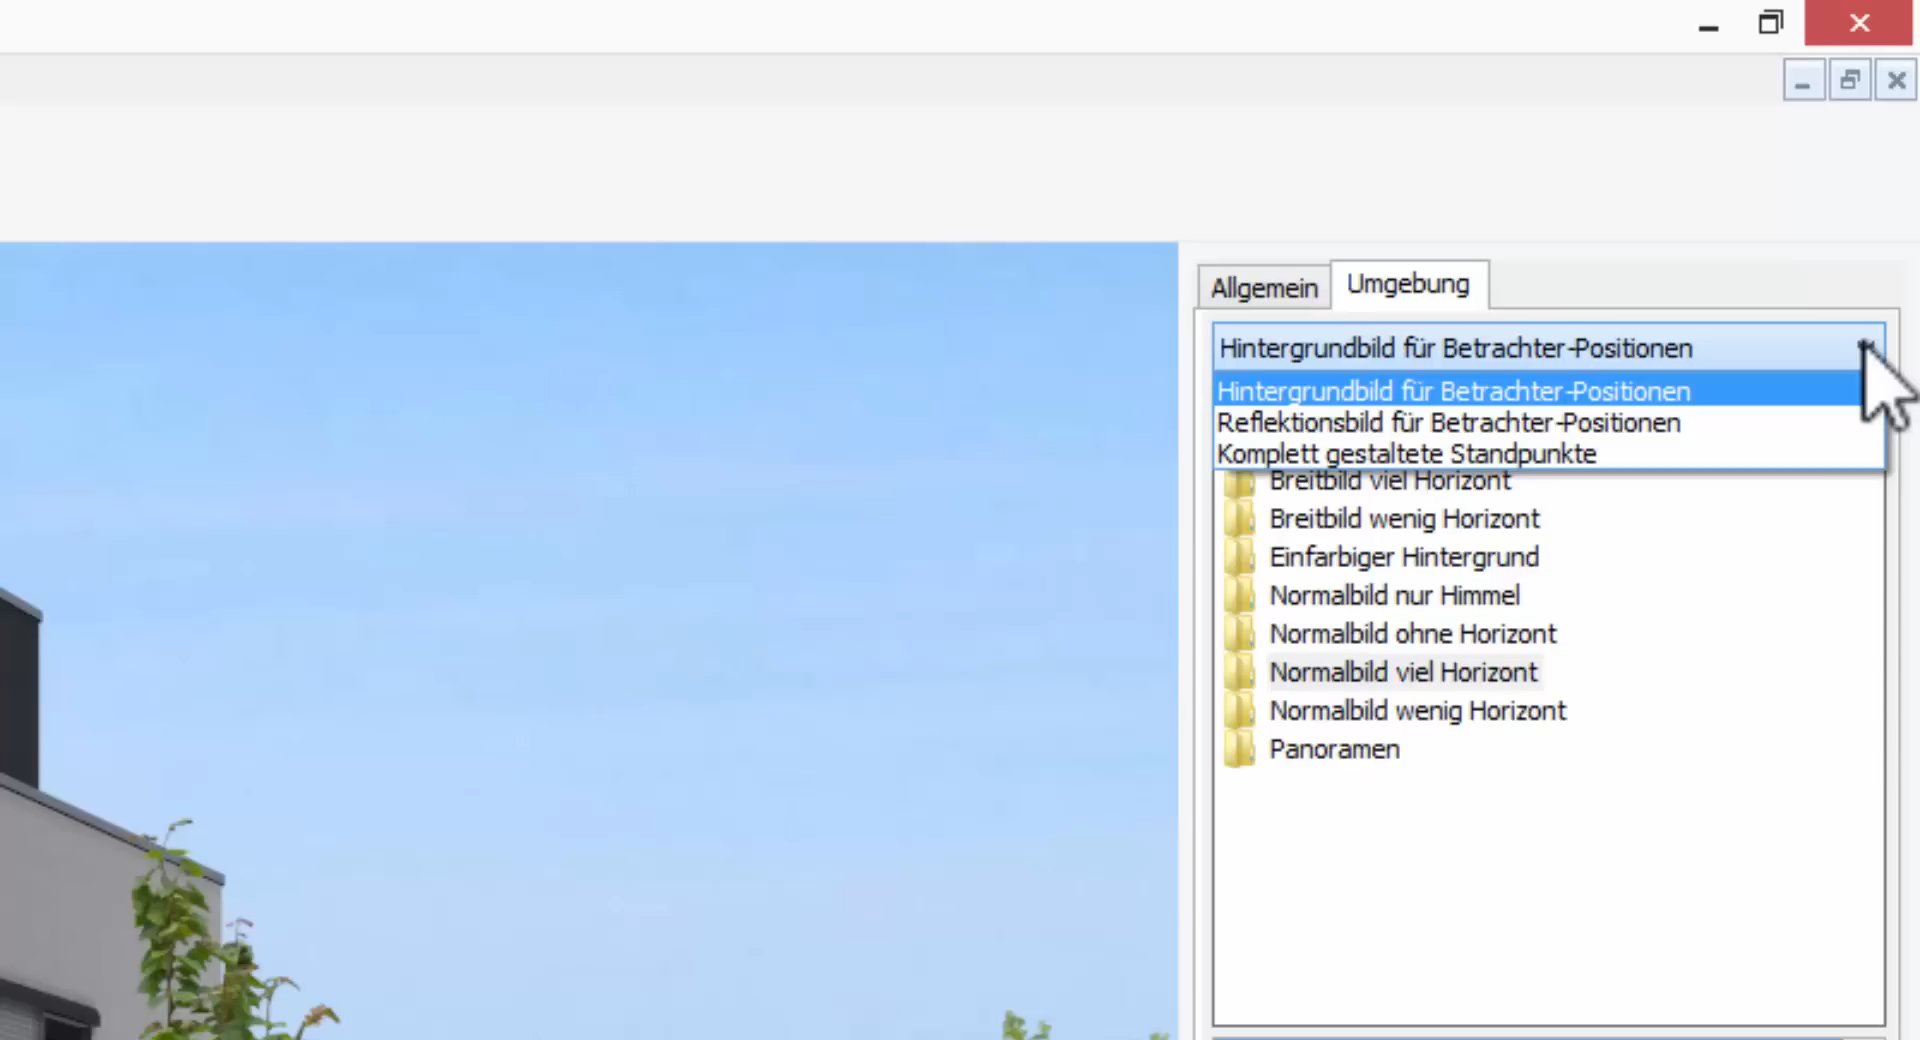 Allgemein
Umgebung
Hintergrundbild für Betrachter-Positionen
Hintergrundbild für Betrachter-Positionen
Reflektionsbild für Betrachter-Positionen
Komplett gestaltete Standpunkte
Breitbild viel Horizont
Breitbild wenig Horizont
Einfarbiger Hintergrund
Normalbild nur Himmel
Normalbild ohne Horizont
Normalbild viel Horizont
Normalbild wenig Horizont
Panoramen